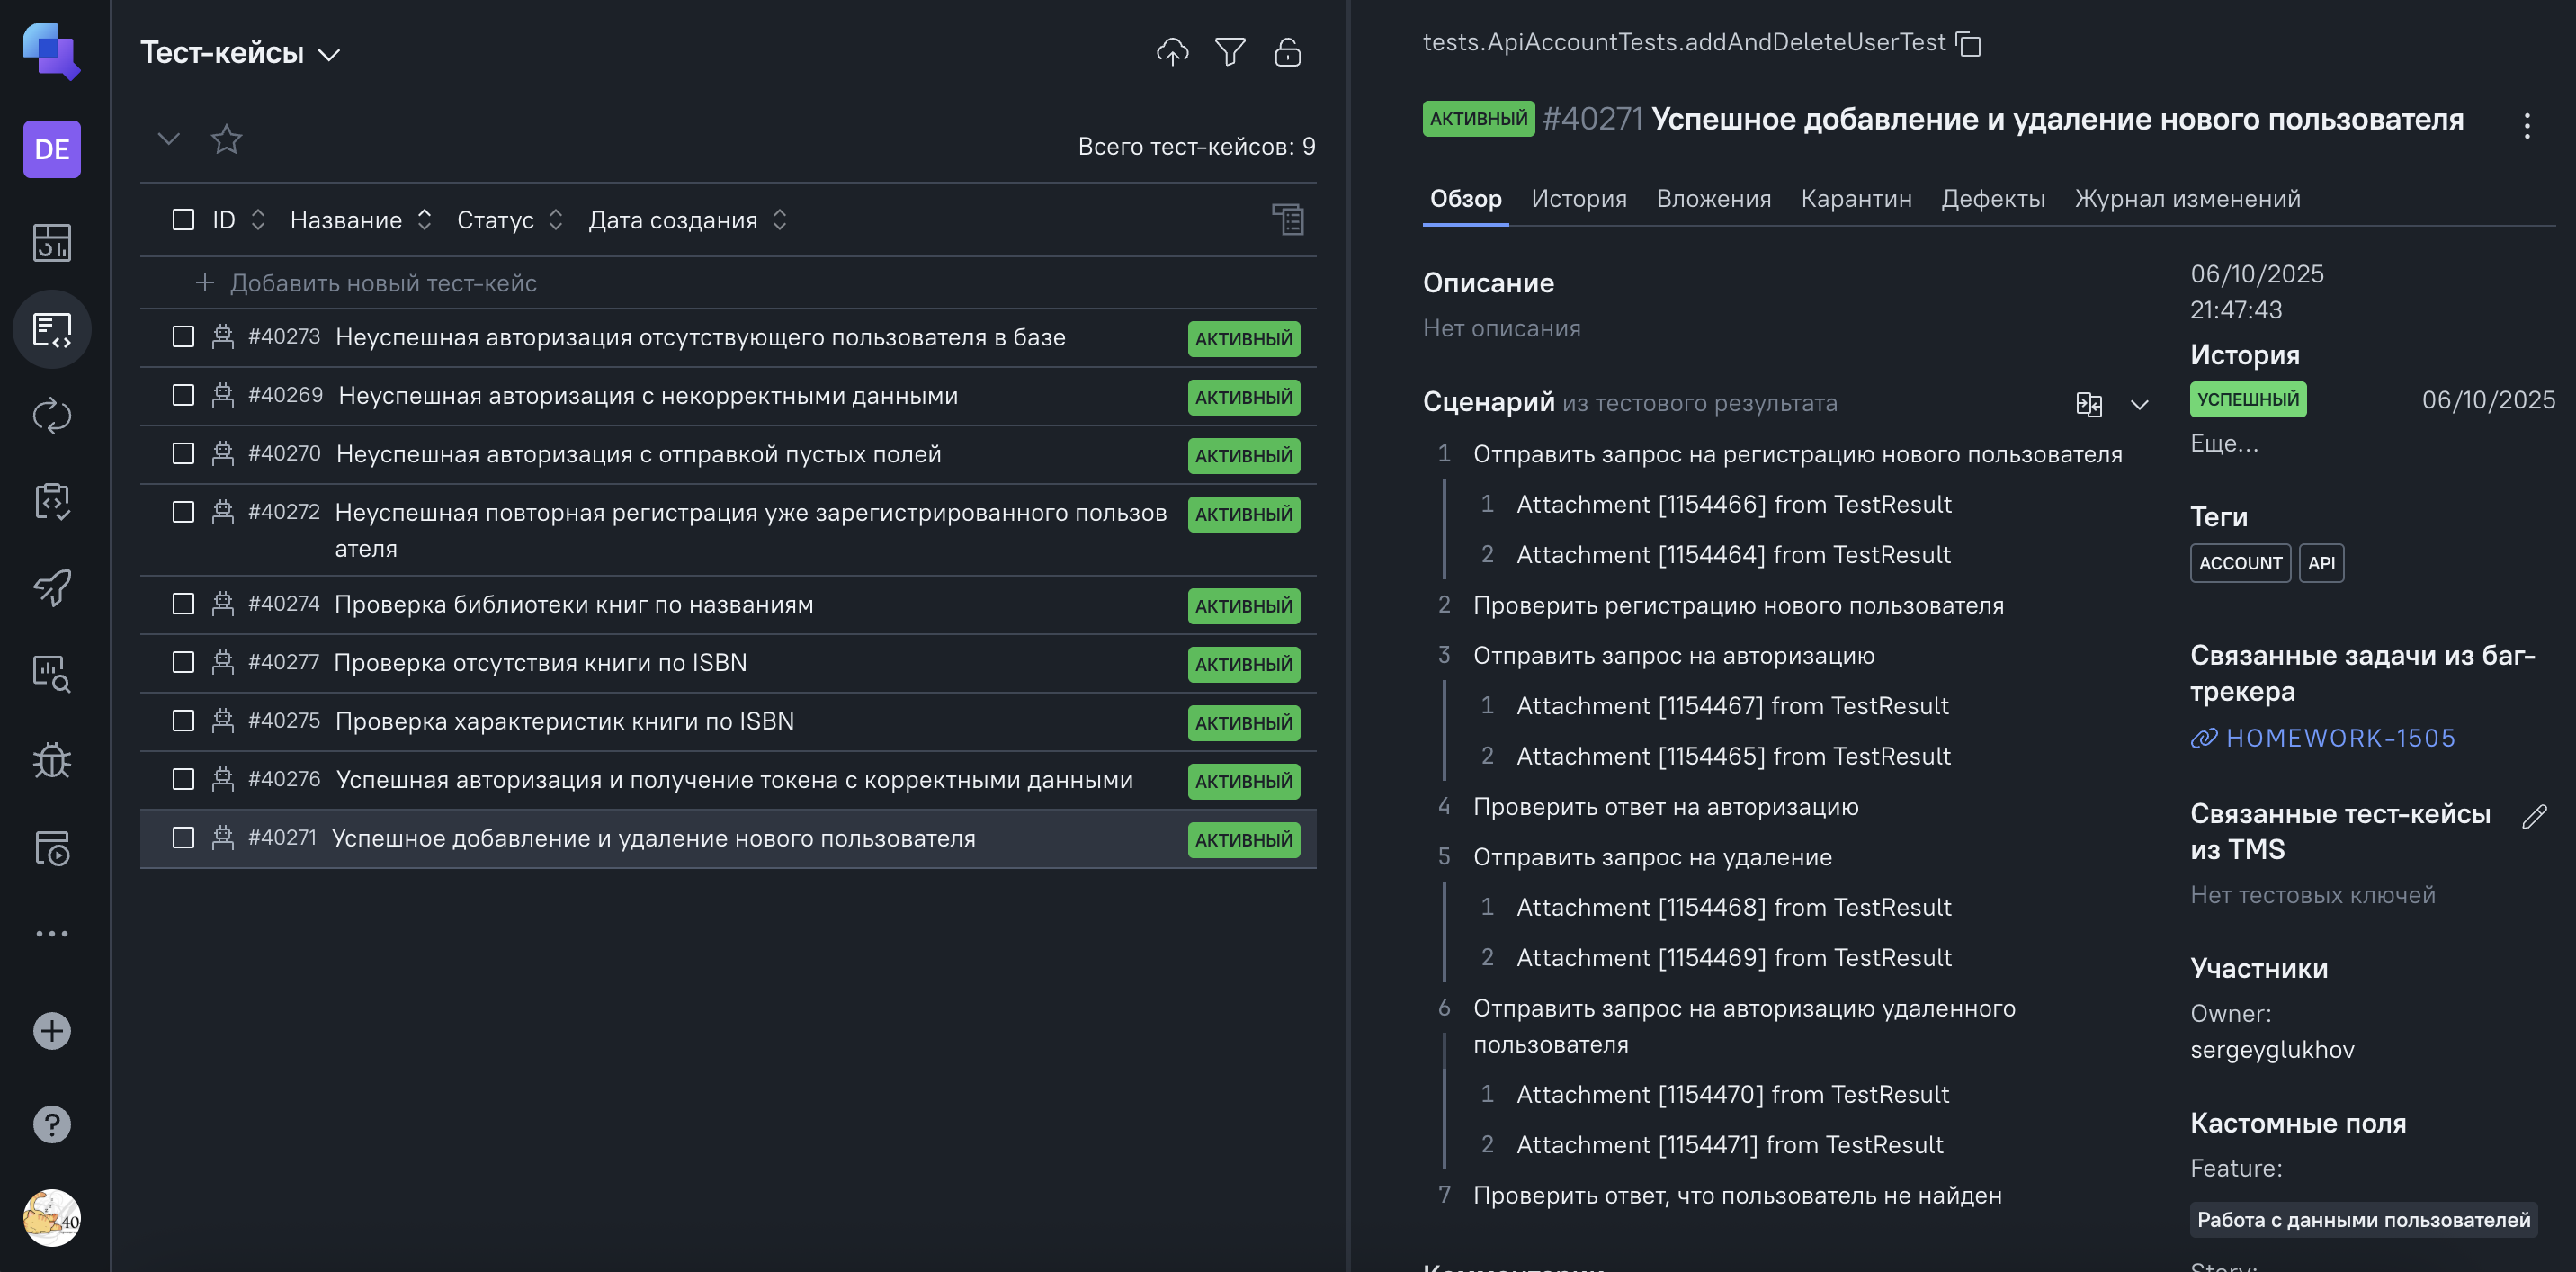 DE
Тест-кейсы
Всего тест-кейсов: 9
ID Название Статус Дата создания
Добавить новый тест-кейс
#40273 Неуспешная авторизация отсутствующего пользователя в базе АКТИВНЫЙ
#40269 Неуспешная авторизация с некорректными данными АКТИВНЫЙ
#40270 Неуспешная авторизация с отправкой пустых полей АКТИВНЫЙ
#40272 Неуспешная повторная регистрация уже зарегистрированного пользов АКТИВНЫЙ
ателя
#40274 Проверка библиотеки книг по названиям АКТИВНЫЙ
#40277 Проверка отсутствия книги по ISBN АКТИВНЫЙ
#40275 Проверка характеристик книги по ISBN АКТИВНЫЙ
#40276 Успешная авторизация и получение токена с корректными данными АКТИВНЫЙ
#40271 Успешное добавление и удаление нового пользователя АКТИВНЫЙ
40
tests.ApiAccountTests.addAndDeleteUserTest
АКТИВНЫЙ #40271 Успешное добавление и удаление нового пользователя
Обзор История Вложения Карантин Дефекты Журнал изменений
Описание
Нет описания
Сценарий из тестового результата
1 Отправить запрос на регистрацию нового пользователя
1 Attachment [1154466] from TestResult
2 Attachment [1154464] from TestResult
2 Проверить регистрацию нового пользователя
3 Отправить запрос на авторизацию
1 Attachment [1154467] from TestResult
2 Attachment [1154465] from TestResult
4 Проверить ответ на авторизацию
5 Отправить запрос на удаление
1 Attachment [1154468] from TestResult
2 Attachment [1154469] from TestResult
6 Отправить запрос на авторизацию удаленного
пользователя
1 Attachment [1154470] from TestResult
2 Attachment [1154471] from TestResult
7 Проверить ответ, что пользователь не найден
Комментарии
06/10/2025
21:47:43
История
УСПЕШНЫЙ 06/10/2025
Еще...
Теги
ACCOUNT API
Связанные задачи из баг-
трекера
HOMEWORK-1505
Связанные тест-кейсы
из TMS
Нет тестовых ключей
Участники
Owner:
sergeyglukhov
Кастомные поля
Feature:
Работа с данными пользователей
Story: